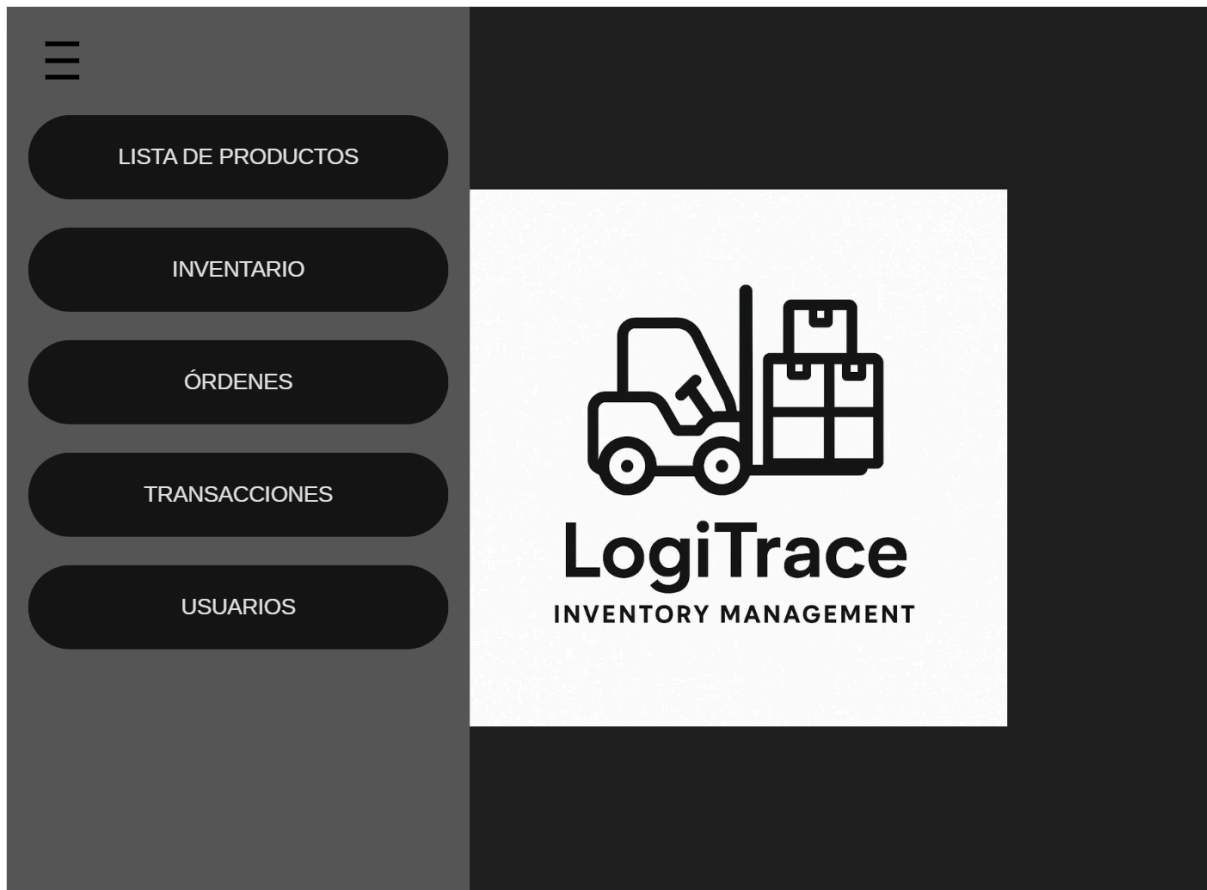 LISTA DE PRODUCTOS
INVENTARIO
ÓRDENES
TRANSACCIONES
USUARIOS
LogiTrace
INVENTORY MANAGEMENT